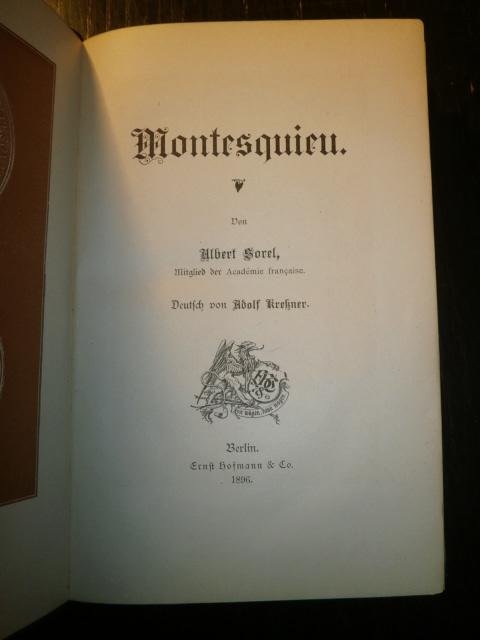 Montesquieu.
Von
Albert Sorel,
Mitglied der Académie française.
Deutsch von Adolf Kreßner.
Berlin.
Ernst Hofmann & Co.
1896.